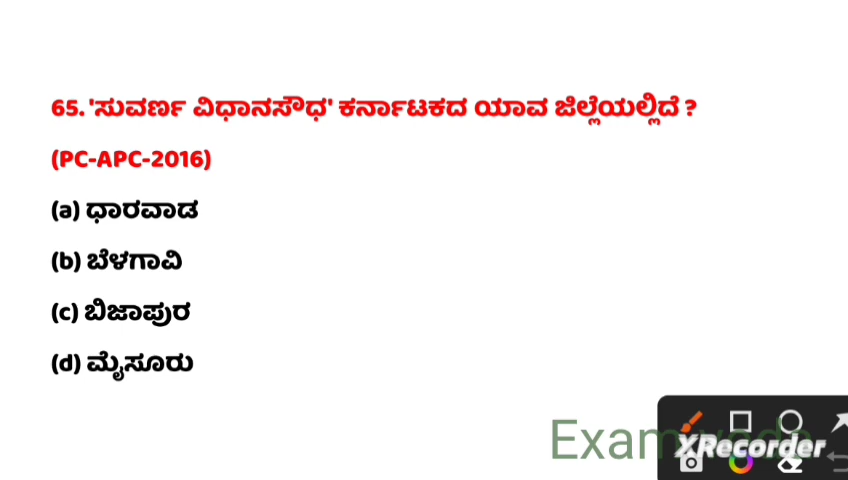 65. 'ಸುವರ್ಣ ವಿಧಾನಸೌಧ' ಕರ್ನಾಟಕದ ಯಾವ ಜಿಲ್ಲೆಯಲ್ಲಿದೆ ?
(PC-APC-2016)
(a) ಧಾರವಾಡ
(b) ಬೆಳಗಾವಿ
(c) ಬಿಜಾಪುರ
(d) ಮೈಸೂರು
XRecorder